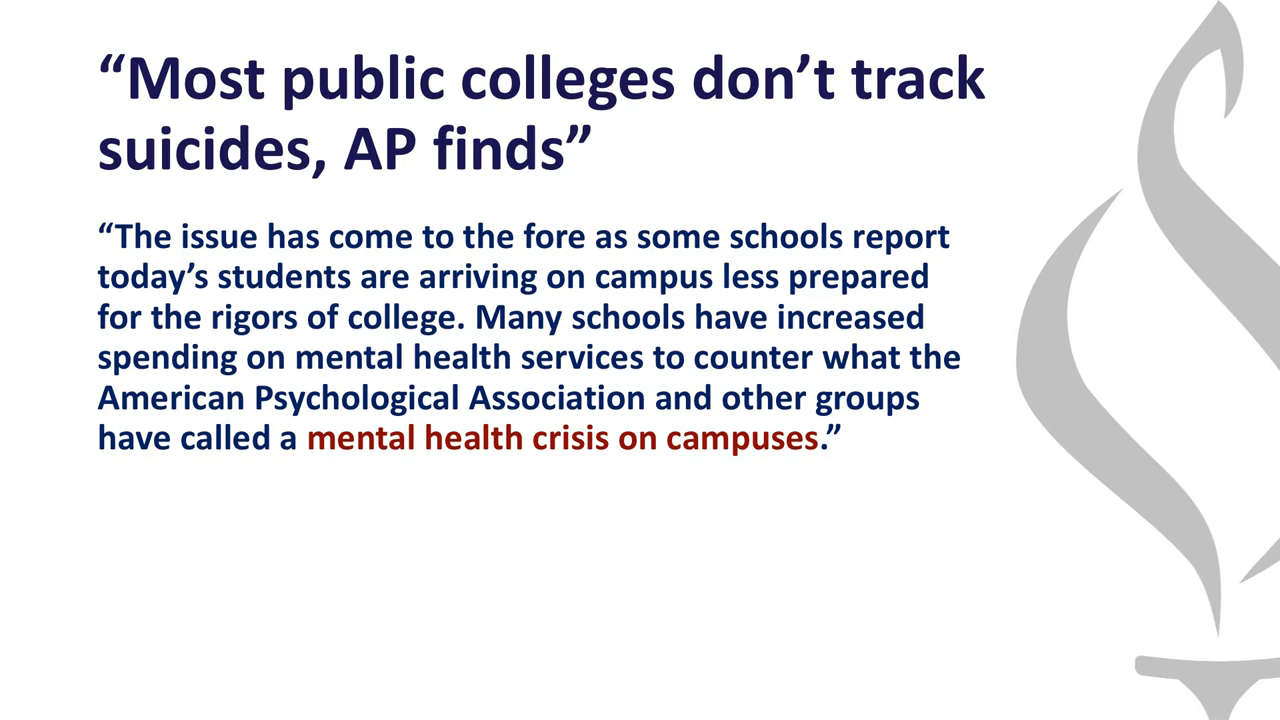 “Most public colleges don’t track
suicides, AP finds”
“The issue has come to the fore as some schools report
today’s students are arriving on campus less prepared
for the rigors of college. Many schools have increased
spending on mental health services to counter what the
American Psychological Association and other groups
have called a mental health crisis on campuses.”